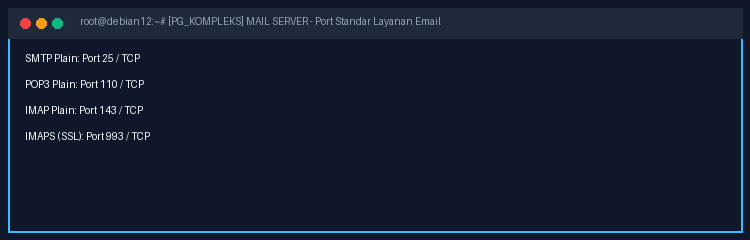 root@debian12:~# [PG_KOMPLEKS] MAIL SERVER - Port Standar Layanan Email
SMTP Plain: Port 25 / TCP
POP3 Plain: Port 110 / TCP
IMAP Plain: Port 143 / TCP
IMAPS (SSL): Port 993 / TCP